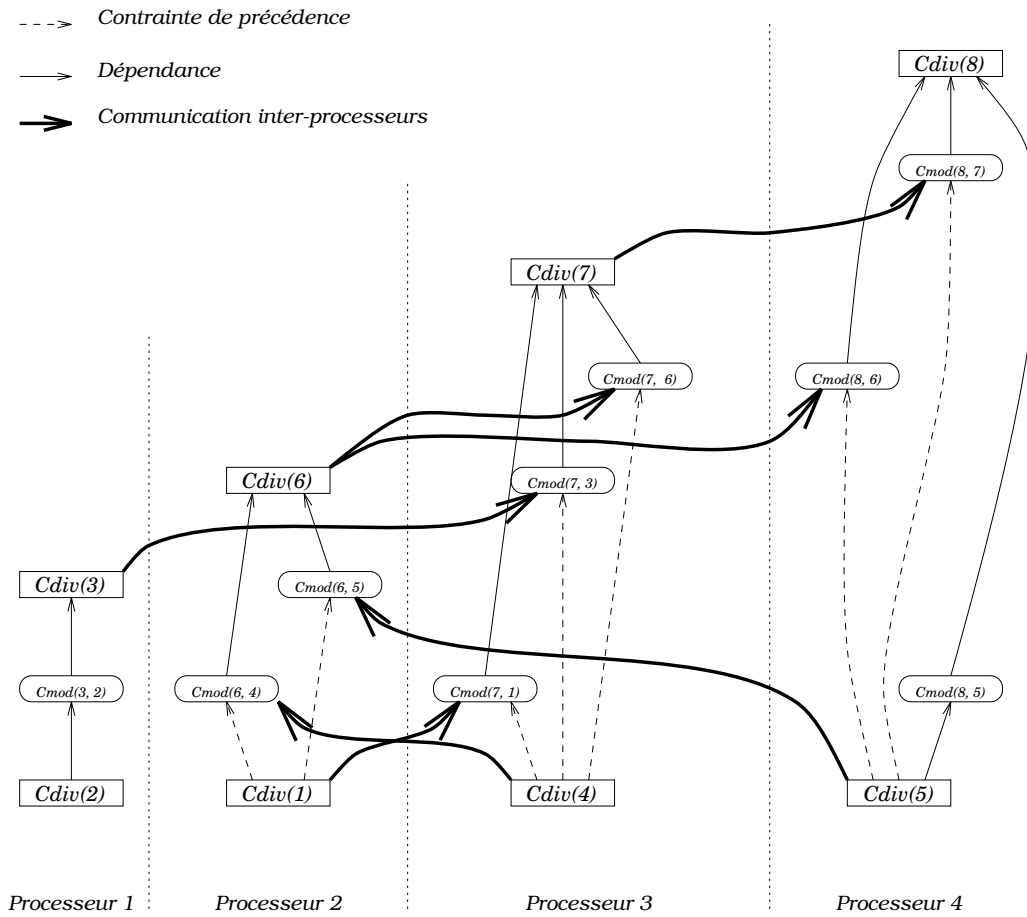 Contrainte de précédence
Dépendance
Cdiv(8)
Communication inter-processeurs
Cmod(8, 7)
Cdiv(7)
Cmod(7, 6)
Cmod(8, 6)
Cdiv(6)
Cmod(7, 3)
Cdiv(3)
Cmod(6, 5)
Cmod(3, 2)
Cmod(6, 4)
Cmod(7, 1)
Cmod(8, 5)
Cdiv(2)
Cdiv(1)
Cdiv(4)
Cdiv(5)
Processeur 1
Processeur 2
Processeur 3
Processeur 4